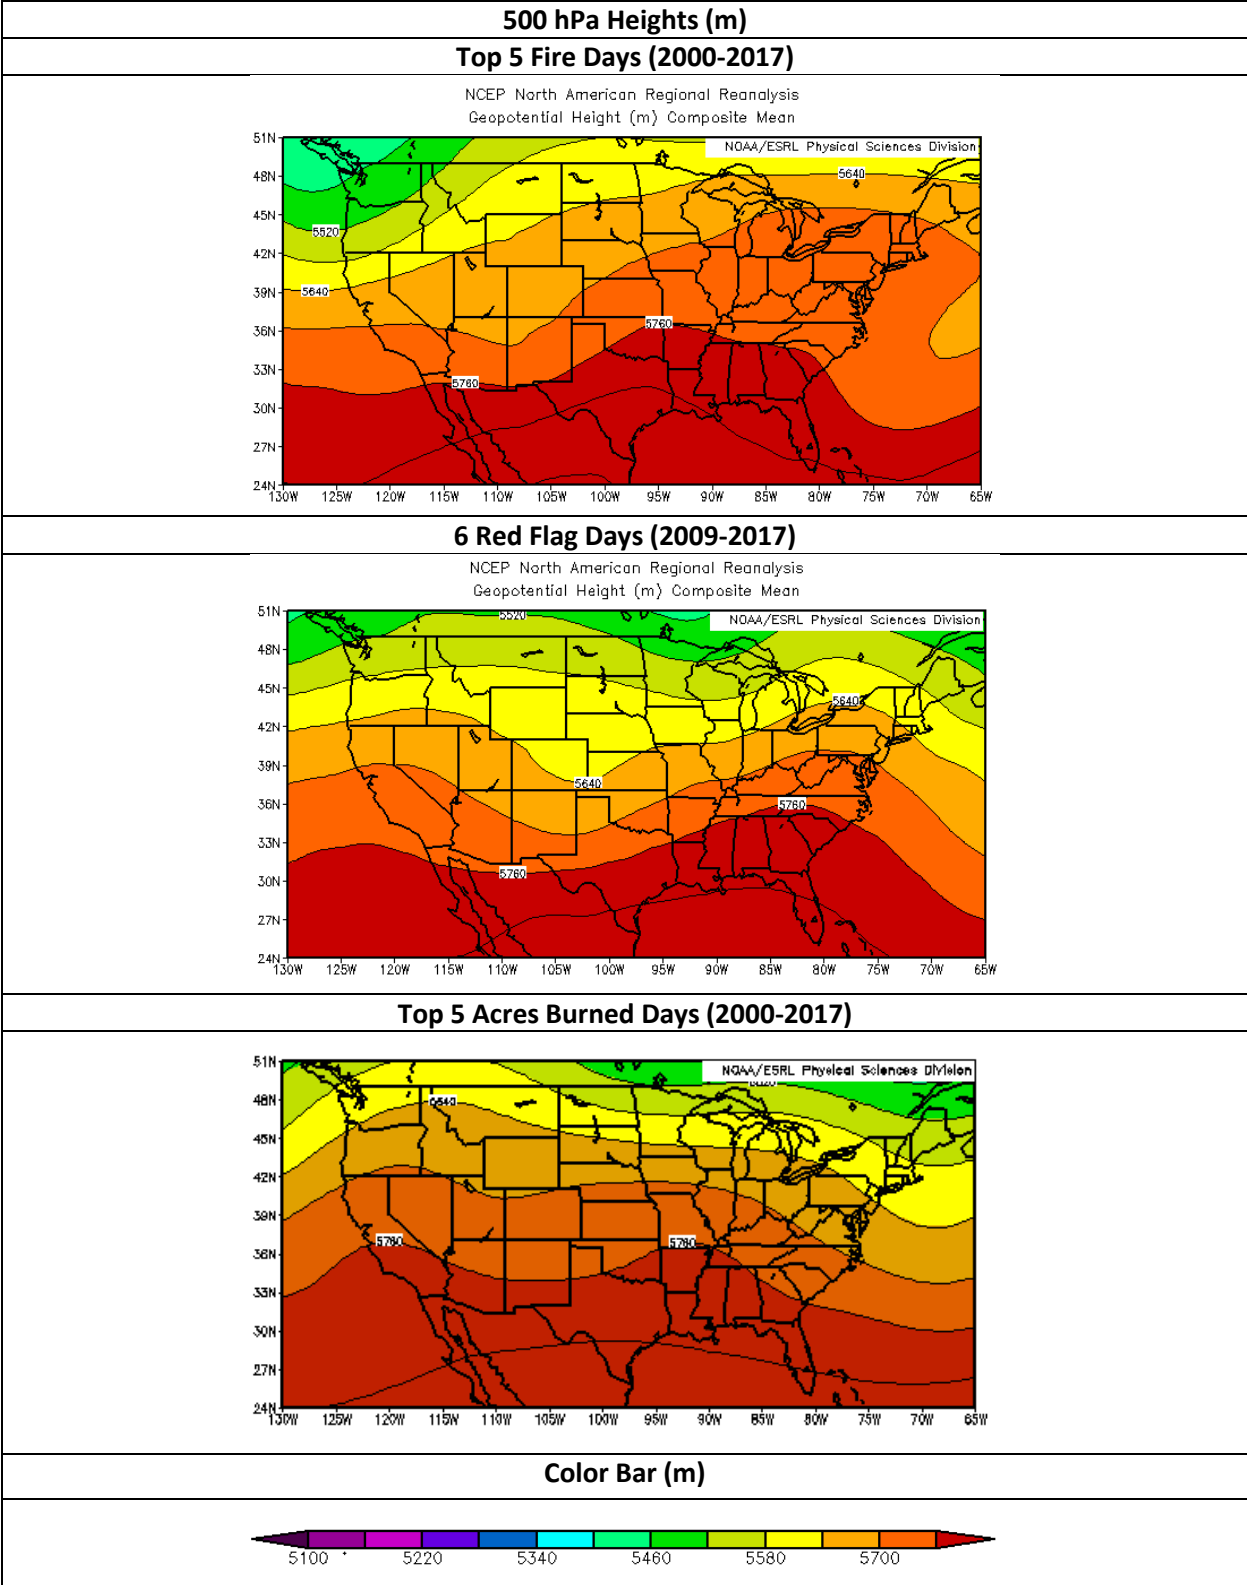 500 hPa Heights (m)
Top 5 Fire Days (2000-2017)
NCEP North American Regional Reanalysis
Geopotential Height (m) Composite Mean
NOAA/ESRL Physical Sciences Division
51N
48N
45N
42N
39N
36N
33N
30N
27N
24N
5640
5520
5640
5760
5760
130W 125W 120W 115W 110W 105W 100W 95W 90W 85W 80W 75W 70W 65W
6 Red Flag Days (2009-2017)
NCEP North American Regional Reanalysis
Geopotential Height (m) Composite Mean
NOAA/ESRL Physical Sciences Division
51N
48N
45N
42N
39N
36N
33N
30N
27N
24N
5520
5640
5640
5760
5760
130W 125W 120W 115W 110W 105W 100W 95W 90W 85W 80W 75W 70W 65W
Top 5 Acres Burned Days (2000-2017)
NOAA/ESRL Physical Sciences Division
51N
48N
45N
42N
39N
36N
33N
30N
27N
24N
5640
5760
5760
130W 125W 120W 115W 110W 105W 100W 95W 90W 85W 80W 75W 70W 65W
Color Bar (m)
5100 5220 5340 5460 5580 5700